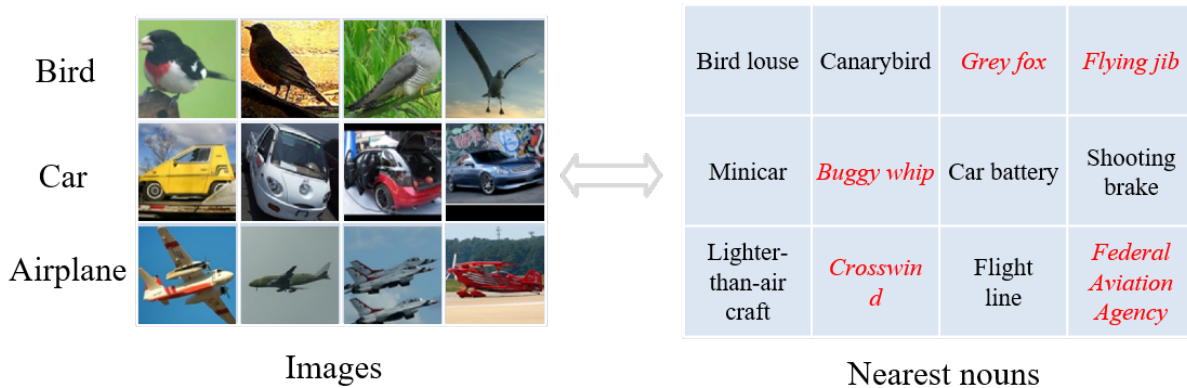 Bird
Car
Airplane
Images
Bird louse
Canarybird
Grey fox
Flying jib
Minicar
Buggy whip
Car battery
Shooting
brake
Lighter-
than-air
craft
Crosswin
d
Flight
line
Federal
Aviation
Agency
Nearest nouns